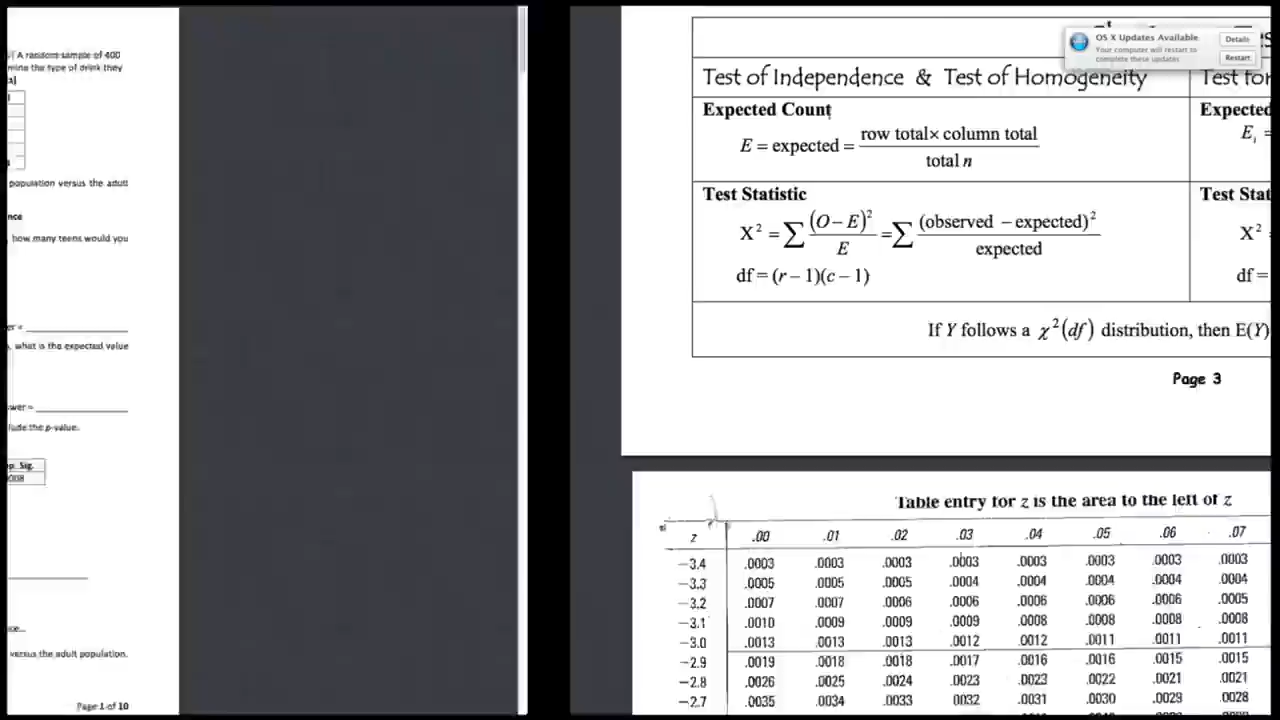 A random sample of 400
mine the type of drink they
population versus the adult
nce
, how many teens would you
er =
, what is the expected value
wer =
lude the p-value.
p. Sig.
008
ce...
versus the adult population.
Page 1 of 10
OS X Updates Available
Your computer will restart to
complete these updates
Details
Restart
Test of Independence & Test of Homogeneity
Test for
Expected Count
E = expected = row total × column total
total n
Expected
E_i =
Test Statistic
X² = ∑ (O – E)² / E = ∑ (observed – expected)² / expected
df = (r – 1)(c – 1)
Test Stat
X² =
df =
If Y follows a χ²(df) distribution, then E(Y)
Page 3
Table entry for z is the area to the left of z
z .00 .01 .02 .03 .04 .05 .06 .07
–3.4 .0003 .0003 .0003 .0003 .0003 .0003 .0003 .0003
–3.3 .0005 .0005 .0005 .0004 .0004 .0004 .0004 .0004
–3.2 .0007 .0007 .0006 .0006 .0006 .0006 .0006 .0005
–3.1 .0010 .0009 .0009 .0009 .0008 .0008 .0008 .0008
–3.0 .0013 .0013 .0013 .0012 .0012 .0011 .0011 .0011
–2.9 .0019 .0018 .0018 .0017 .0016 .0016 .0015 .0015
–2.8 .0026 .0025 .0024 .0023 .0023 .0022 .0021 .0021
–2.7 .0035 .0034 .0033 .0032 .0031 .0030 .0029 .0028